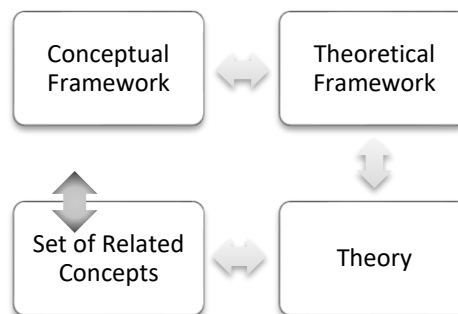 Conceptual
Framework
Theoretical
Framework
Set of Related
Concepts
Theory